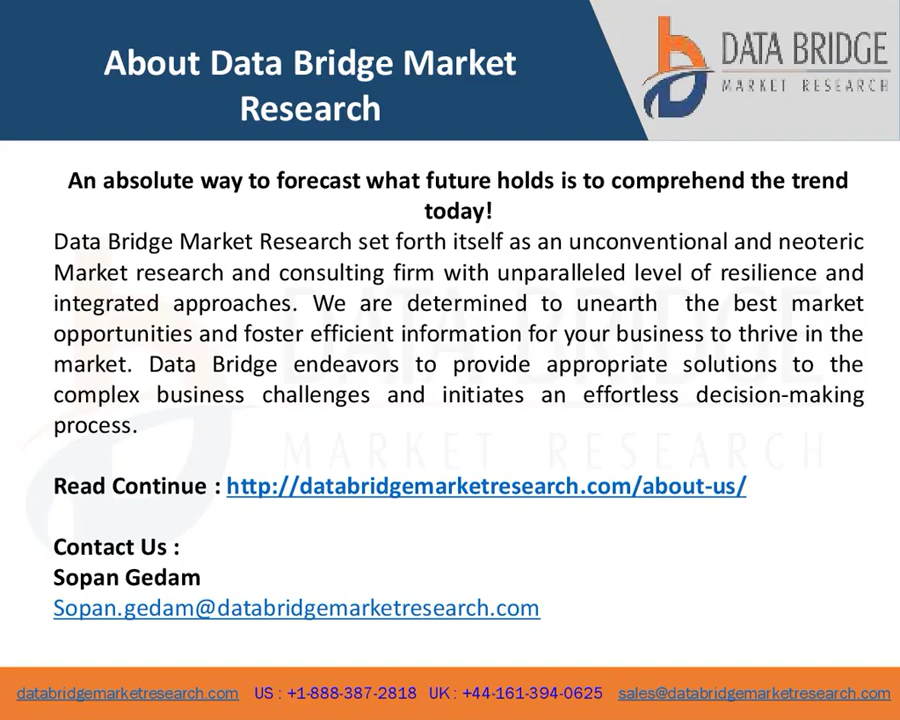 About Data Bridge Market
Research
DATA BRIDGE
MARKET RESEARCH
An absolute way to forecast what future holds is to comprehend the trend
today!
Data Bridge Market Research set forth itself as an unconventional and neoteric
Market research and consulting firm with unparalleled level of resilience and
integrated approaches. We are determined to unearth the best market
opportunities and foster efficient information for your business to thrive in the
market. Data Bridge endeavors to provide appropriate solutions to the
complex business challenges and initiates an effortless decision-making
process.
DATA BRIDGE
MARKET RESEARCH
Read Continue : http://databridgemarketresearch.com/about-us/
Contact Us :
Sopan Gedam
Sopan.gedam@databridgemarketresearch.com
databridgemarketresearch.com US : +1-888-387-2818 UK : +44-161-394-0625 sales@databridgemarketresearch.com